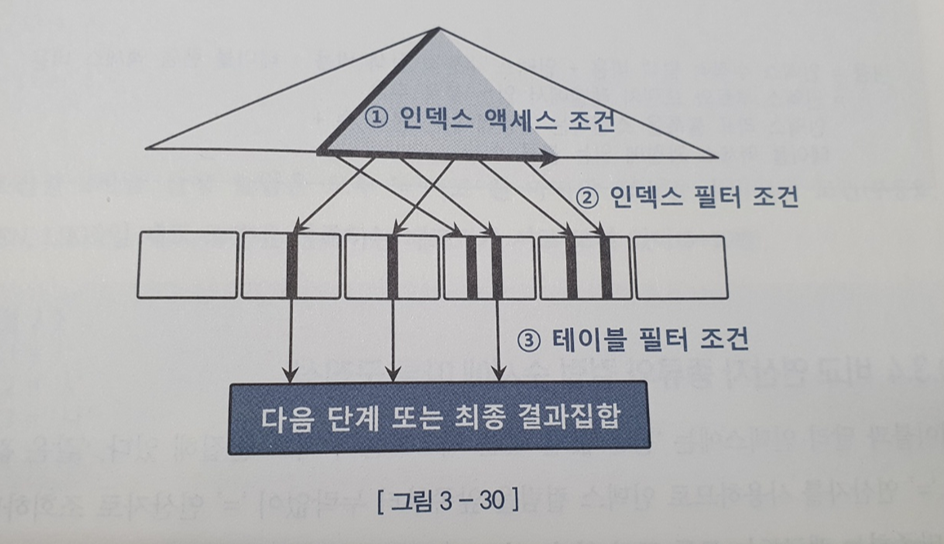 ① 인덱스 액세스 조건
② 인덱스 필터 조건
③ 테이블 필터 조건
다음 단계 또는 최종 결과집합
[ 그림 3 – 30 ]